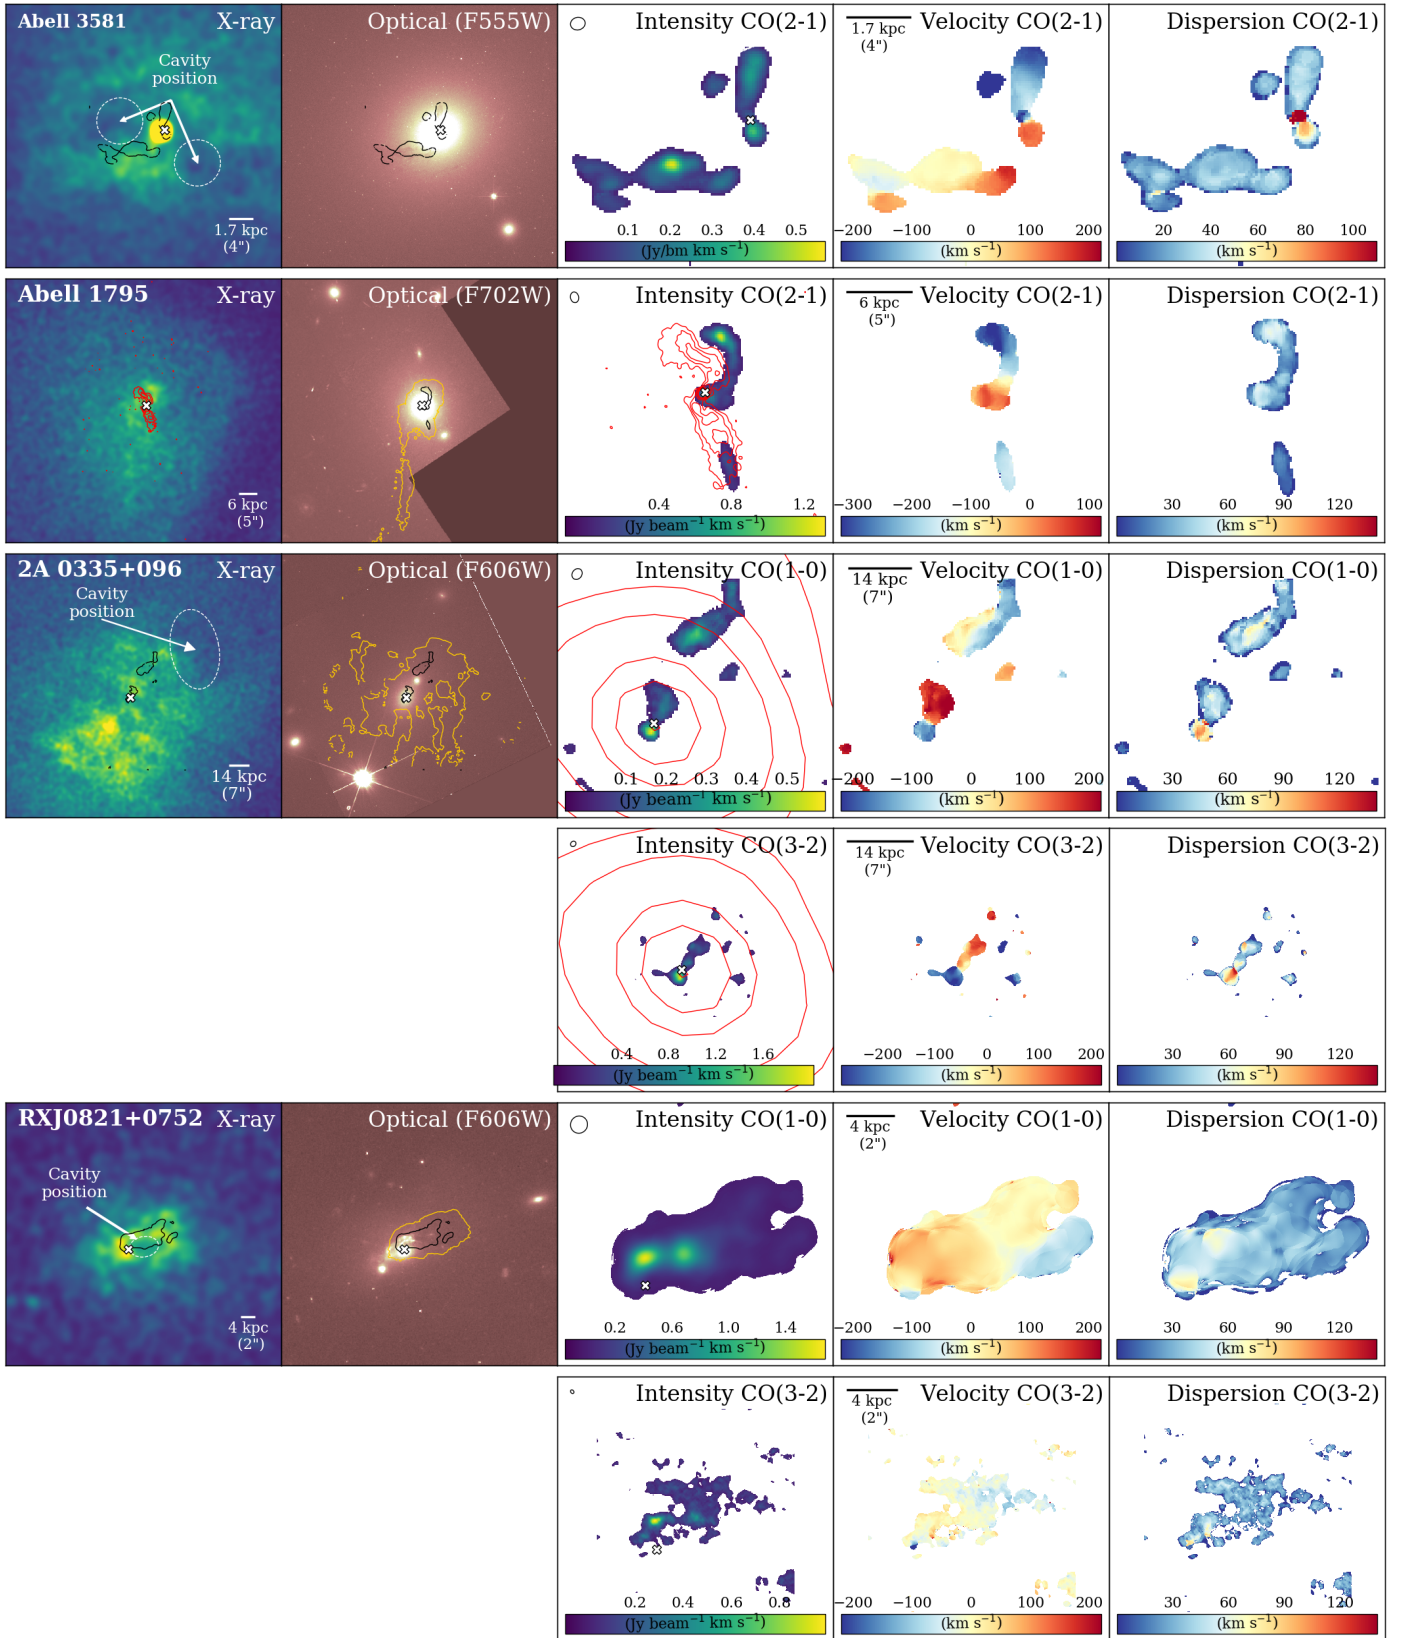 Abell 3581 X-ray
Cavity
position
1.7 kpc
(4")
Optical (F555W)
Intensity CO(2-1)
0.1 0.2 0.3 0.4 0.5
(Jy/bm km s⁻¹)
1.7 kpc
(4")
Velocity CO(2-1)
−200 −100 0 100 200
(km s⁻¹)
Dispersion CO(2-1)
20 40 60 80 100
(km s⁻¹)
Abell 1795 X-ray
6 kpc
(5")
Optical (F702W)
Intensity CO(2-1)
0.4 0.8 1.2
(Jy beam⁻¹ km s⁻¹)
6 kpc
(5")
Velocity CO(2-1)
−300 −200 −100 0 100
(km s⁻¹)
Dispersion CO(2-1)
30 60 90 120
(km s⁻¹)
2A 0335+096 X-ray
Cavity
position
14 kpc
(7")
Optical (F606W)
Intensity CO(1-0)
0.1 0.2 0.3 0.4 0.5
(Jy beam⁻¹ km s⁻¹)
14 kpc
(7")
Velocity CO(1-0)
−200 −100 0 100 200
(km s⁻¹)
Dispersion CO(1-0)
30 60 90 120
(km s⁻¹)
Intensity CO(3-2)
0.4 0.8 1.2 1.6
(Jy beam⁻¹ km s⁻¹)
14 kpc
(7")
Velocity CO(3-2)
−200 −100 0 100 200
(km s⁻¹)
Dispersion CO(3-2)
30 60 90 120
(km s⁻¹)
RXJ0821+0752 X-ray
Cavity
position
4 kpc
(2")
Optical (F606W)
Intensity CO(1-0)
0.2 0.6 1.0 1.4
(Jy beam⁻¹ km s⁻¹)
4 kpc
(2")
Velocity CO(1-0)
−200 −100 0 100 200
(km s⁻¹)
Dispersion CO(1-0)
30 60 90 120
(km s⁻¹)
Intensity CO(3-2)
0.2 0.4 0.6 0.8
(Jy beam⁻¹ km s⁻¹)
4 kpc
(2")
Velocity CO(3-2)
−200 −100 0 100 200
(km s⁻¹)
Dispersion CO(3-2)
30 60 90 120
(km s⁻¹)